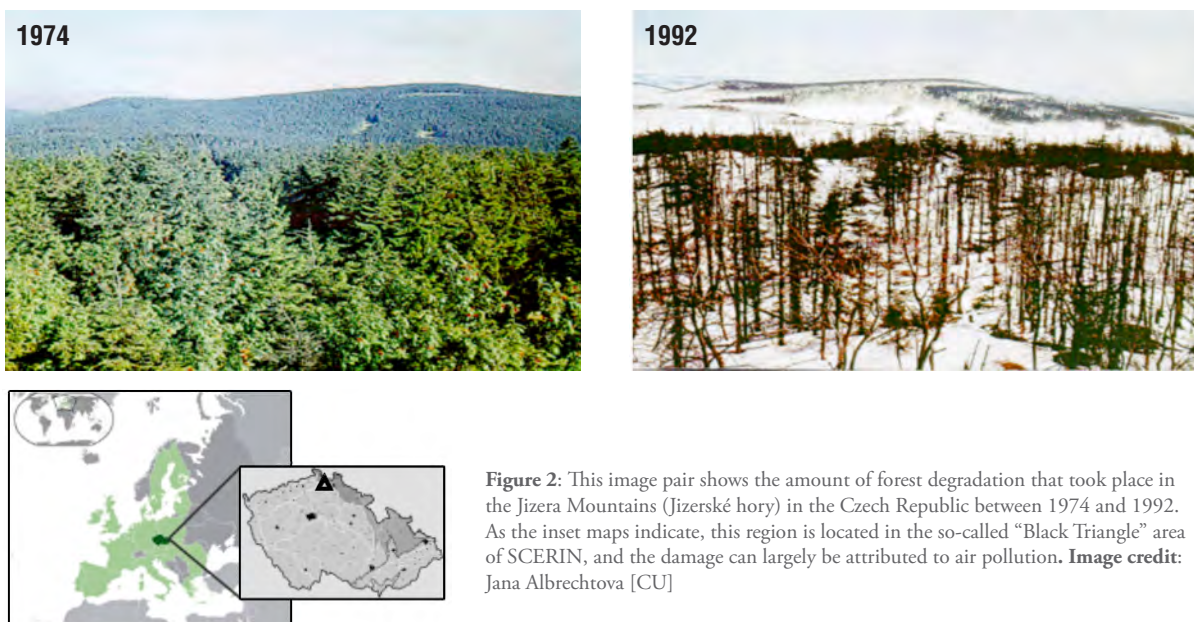 1974
1992
Figure 2: This image pair shows the amount of forest degradation that took place in
the Jizera Mountains (Jizerské hory) in the Czech Republic between 1974 and 1992.
As the inset maps indicate, this region is located in the so-called “Black Triangle” area
of SCERIN, and the damage can largely be attributed to air pollution. Image credit:
Jana Albrechtova [CU]